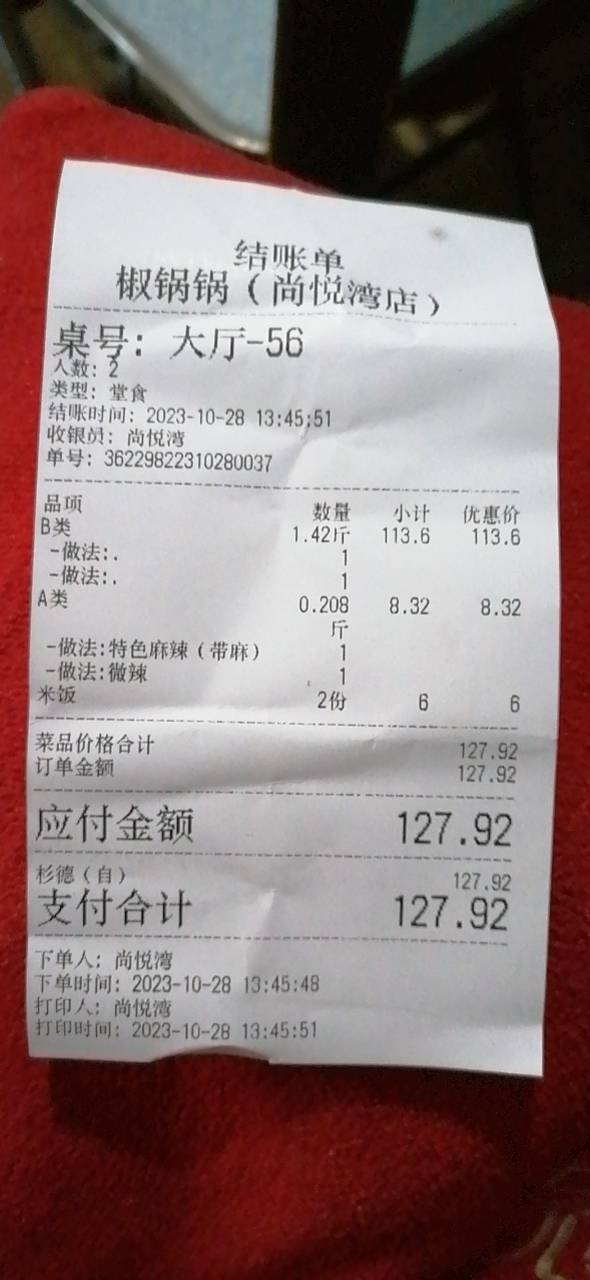 结账单
椒锅锅（尚悦湾店）
桌号：大厅-56
人数：2
类型：堂食
结账时间：2023-10-28 13:45:51
收银员：尚悦湾
单号：36229822310280037
品项 数量 小计 优惠价
B类 1.42斤 113.6 113.6
-做法:. 1
-做法:. 1
A类 0.208 8.32 8.32
斤
-做法:特色麻辣（带麻） 1
-做法:微辣 1
米饭 2份 6 6
菜品价格合计 127.92
订单金额 127.92
应付金额 127.92
杉德（自） 127.92
支付合计 127.92
下单人：尚悦湾
下单时间：2023-10-28 13:45:48
打印人：尚悦湾
打印时间：2023-10-28 13:45:51